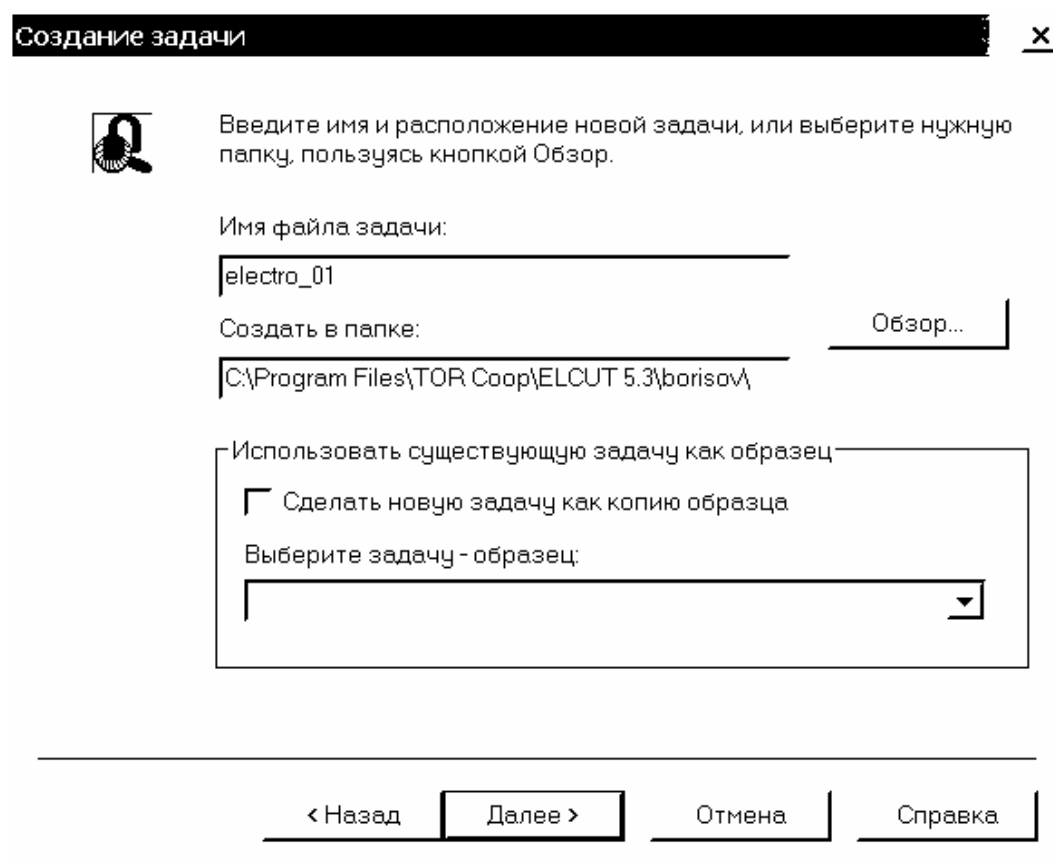 Создание задачи
Введите имя и расположение новой задачи, или выберите нужную
папку, пользуясь кнопкой Обзор.
Имя файла задачи:
electro_01
Создать в папке:
Обзор...
C:\Program Files\TOR Coop\ELCUT 5.3\borisov\
Использовать существующую задачу как образец
Сделать новую задачу как копию образца
Выберите задачу - образец:
< Назад Далее > Отмена Справка